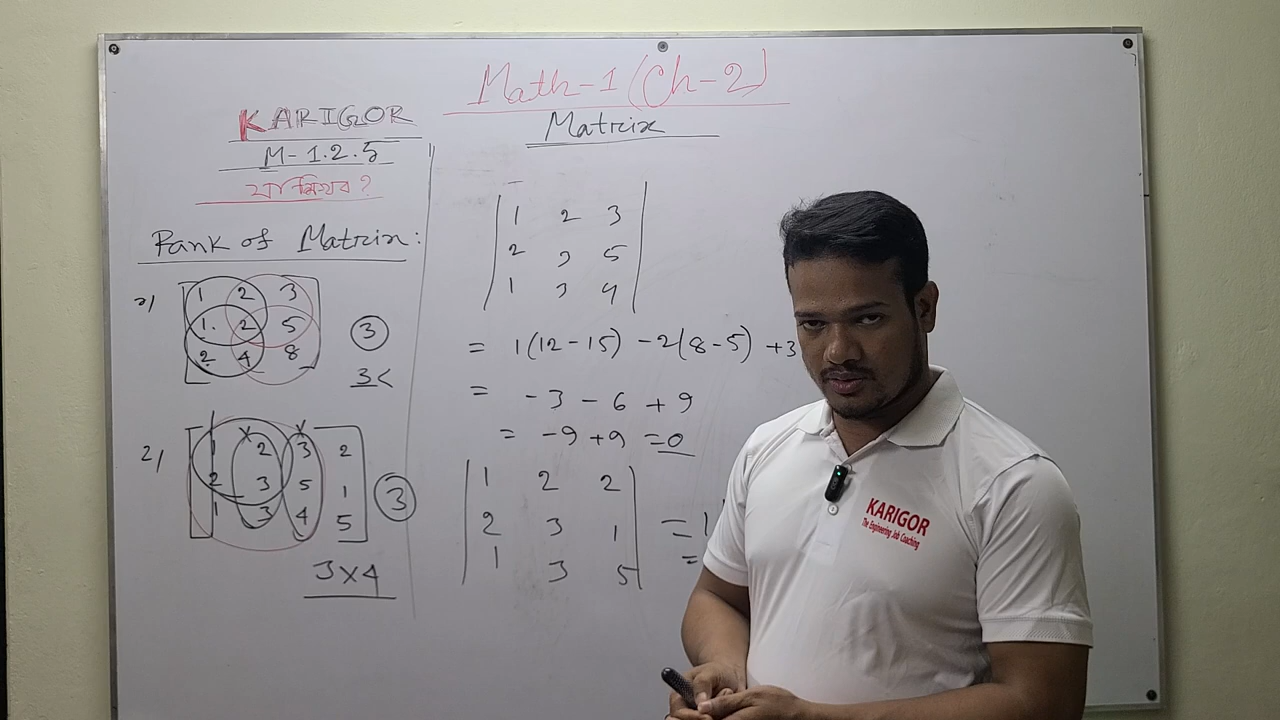 Math-1 (Ch-2)
Matrix
KARIGOR
M-1.2.5
Rank of Matrix:
১)
1 2 3
1 2 5
2 4 8
3
3<
২)
1 2 3 2
2 3 5 1
1 3 4 5
3
3×4
1 2 3
2 3 5
1 3 4
= 1(12-15) -2(8-5) +3
= -3 - 6 + 9
= -9 +9 =0
1 2 2
2 3 1
1 3 5
= 1
=
KARIGOR
The Engineering Job Coaching